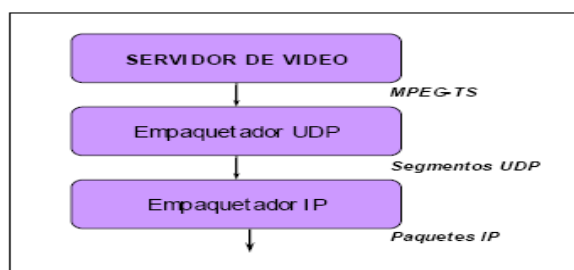 SERVIDOR DE VIDEO
MPEG-TS
Empaquetador UDP
Segmentos UDP
Empaquetador IP
Paquetes IP